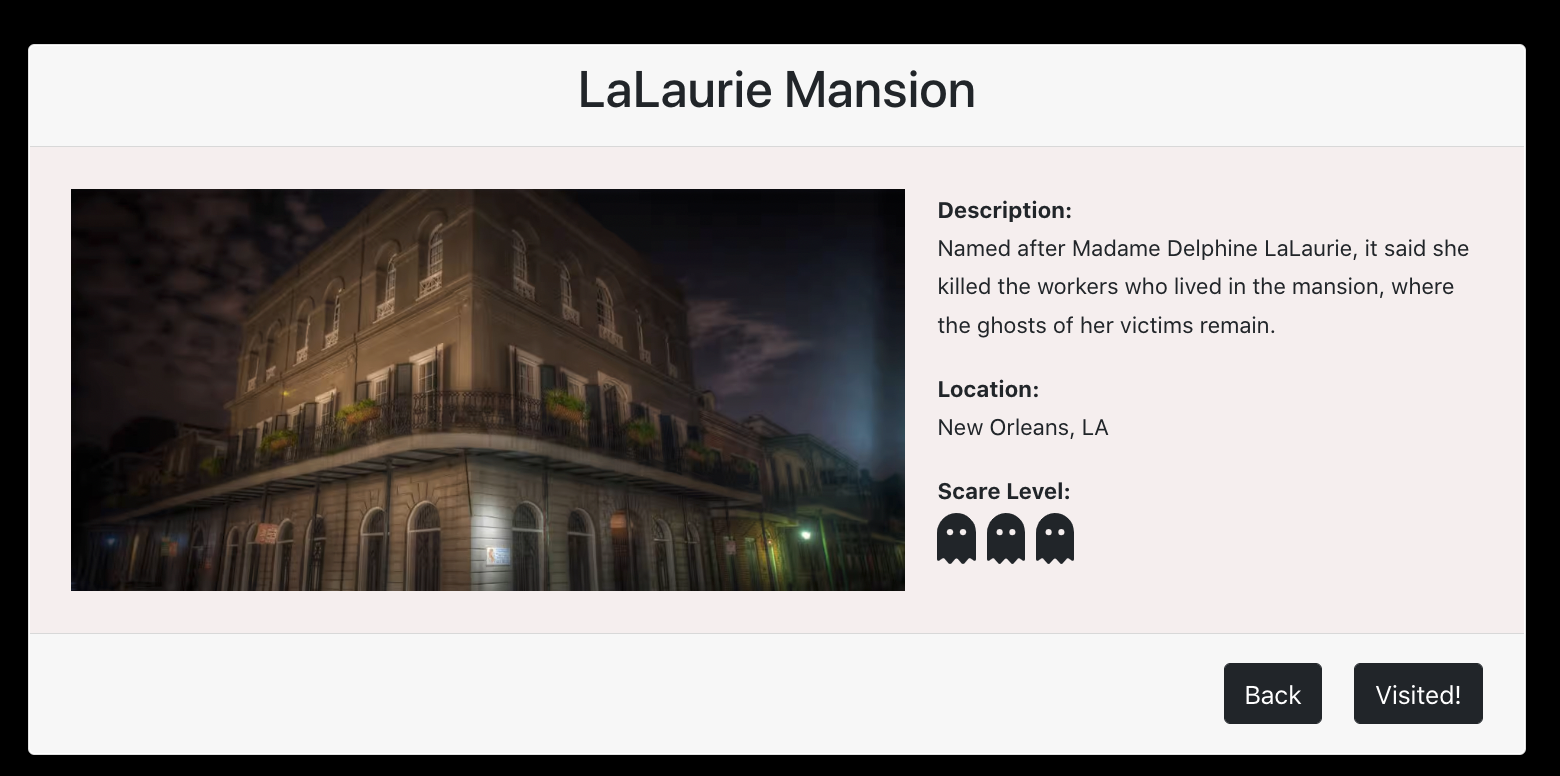 LaLaurie Mansion
Description:
Named after Madame Delphine LaLaurie, it said she
killed the workers who lived in the mansion, where
the ghosts of her victims remain.
Location:
New Orleans, LA
Scare Level:
Back
Visited!